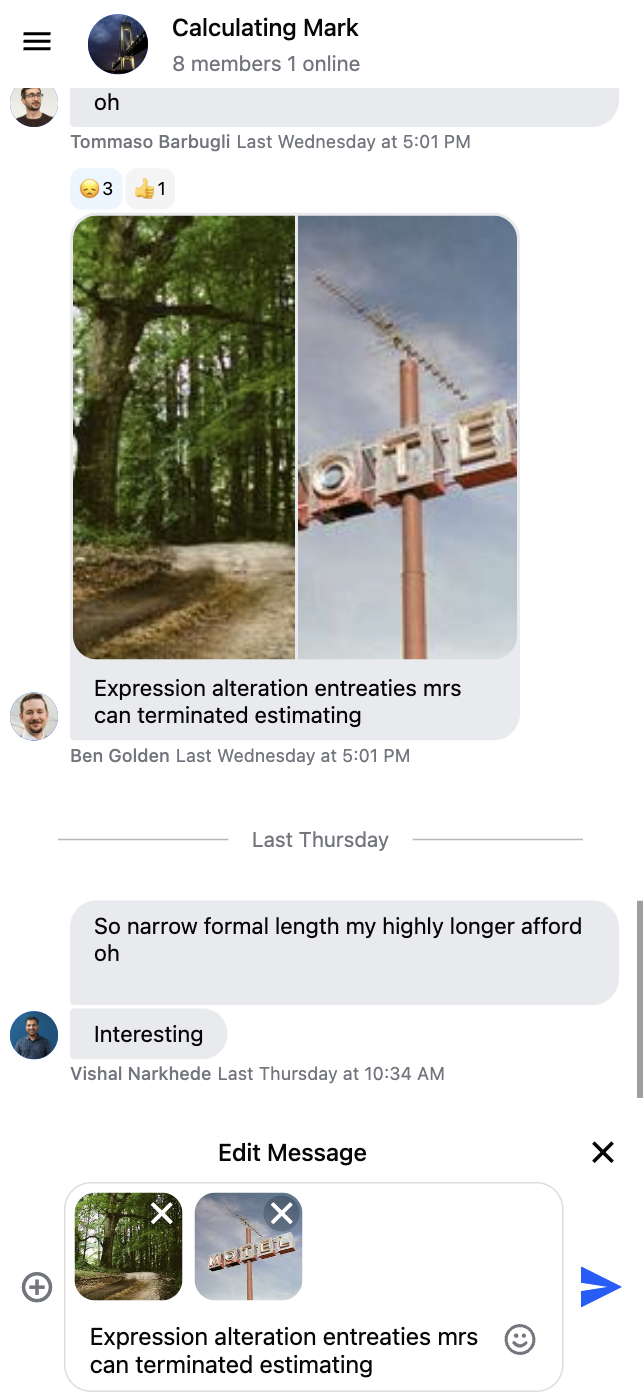 Calculating Mark
8 members 1 online
oh
Tommaso Barbugli Last Wednesday at 5:01 PM
😞3 👍1
OTE
Expression alteration entreaties mrs
can terminated estimating
Ben Golden Last Wednesday at 5:01 PM
Last Thursday
So narrow formal length my highly longer afford
oh
Interesting
Vishal Narkhede Last Thursday at 10:34 AM
Edit Message
MOTEL
Expression alteration entreaties mrs
can terminated estimating